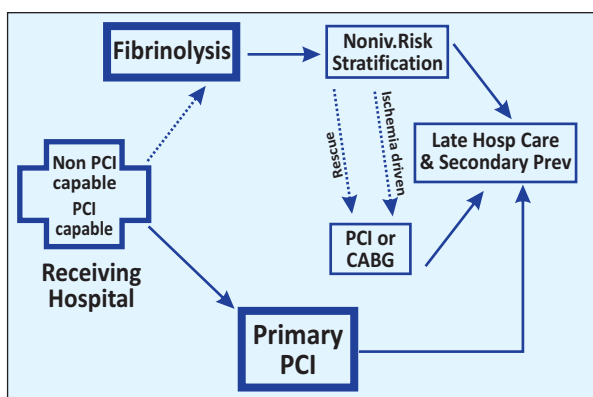 Fibrinolysis
Noniv.Risk
Stratification
Rescue
Ischemia driven
Late Hosp Care
& Secondary Prev
Non PCI
capable
PCI
capable
Receiving
Hospital
PCI or
CABG
Primary
PCI